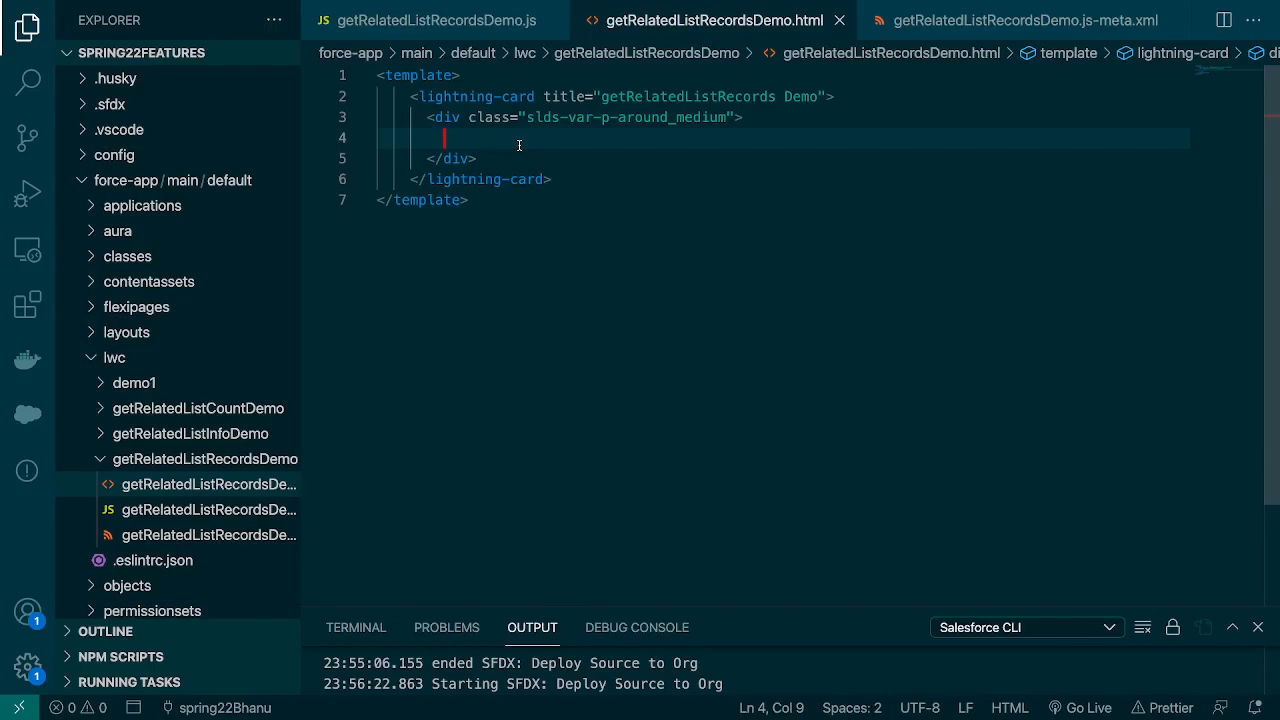 EXPLORER
SPRING22FEATURES
.husky
.sfdx
.vscode
config
force-app / main / default
applications
aura
classes
contentassets
flexipages
layouts
lwc
demo1
getRelatedListCountDemo
getRelatedListInfoDemo
getRelatedListRecordsDemo
getRelatedListRecordsDe...
JS getRelatedListRecordsDe...
getRelatedListRecordsDe...
.eslintrc.json
objects
permissionsets
OUTLINE
NPM SCRIPTS
RUNNING TASKS
1
1
JS getRelatedListRecordsDemo.js
getRelatedListRecordsDemo.html
getRelatedListRecordsDemo.js-meta.xml
force-app > main > default > lwc > getRelatedListRecordsDemo > getRelatedListRecordsDemo.html > template > lightning-card > di
1 <template>
2 <lightning-card title="getRelatedListRecords Demo">
3 <div class="slds-var-p-around_medium">
4
5 </div>
6 </lightning-card>
7 </template>
TERMINAL PROBLEMS OUTPUT DEBUG CONSOLE Salesforce CLI
23:55:06.155 ended SFDX: Deploy Source to Org
23:56:22.863 Starting SFDX: Deploy Source to Org
0 0 spring22Bhanu Ln 4, Col 9 Spaces: 2 UTF-8 LF HTML Go Live Prettier